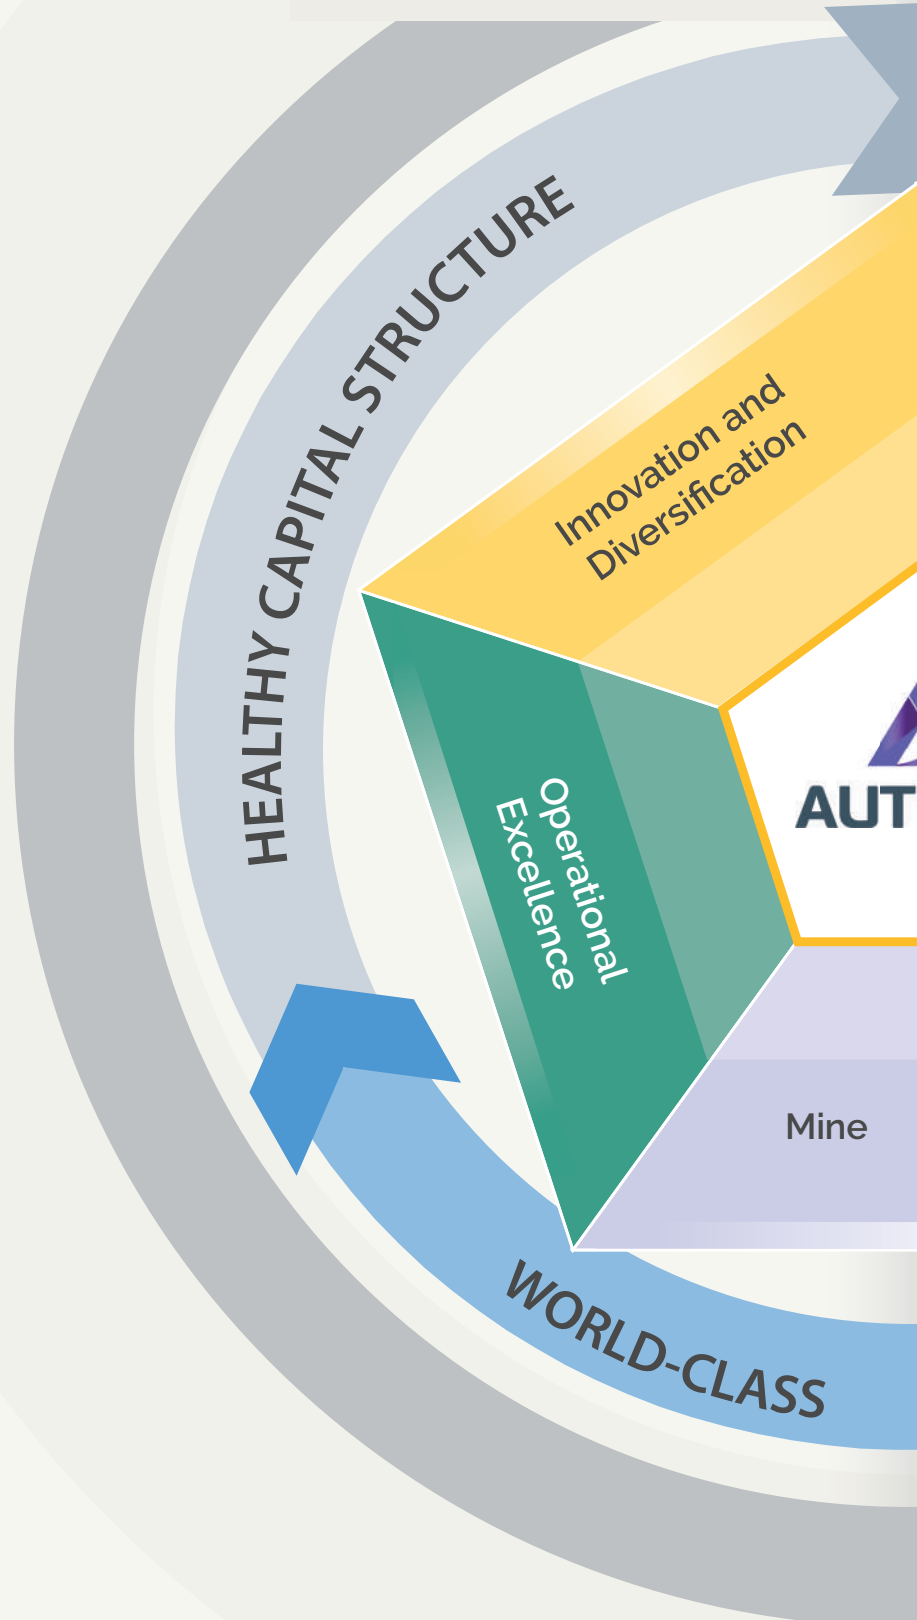 HEALTHY CAPITAL STRUCTURE
Innovation and
Diversification
Operational
Excellence
AUT
Mine
WORLD-CLASS